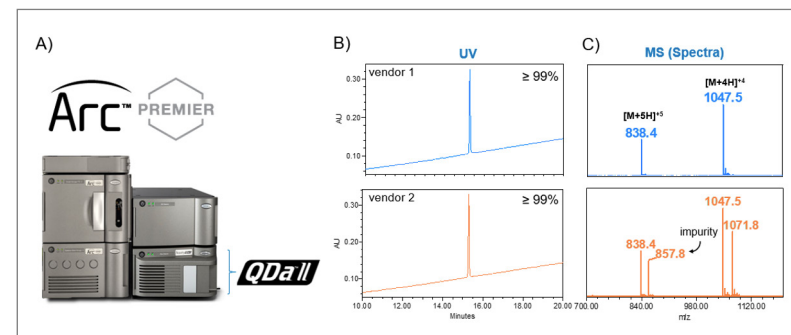 A)
Arc™ PREMIER
QDa II
B)
UV
vendor 1
≥ 99%
AU
0.30
0.20
0.10
vendor 2
≥ 99%
AU
0.30
0.20
0.10
10.00 12.00 14.00 16.00 18.00 20.00
Minutes
C)
MS (Spectra)
[M+4H]⁺⁴
1047.5
[M+5H]⁺⁵
838.4
1047.5
1071.8
impurity
838.4
857.8
700.00 840.00 980.00 1120.00
m/z